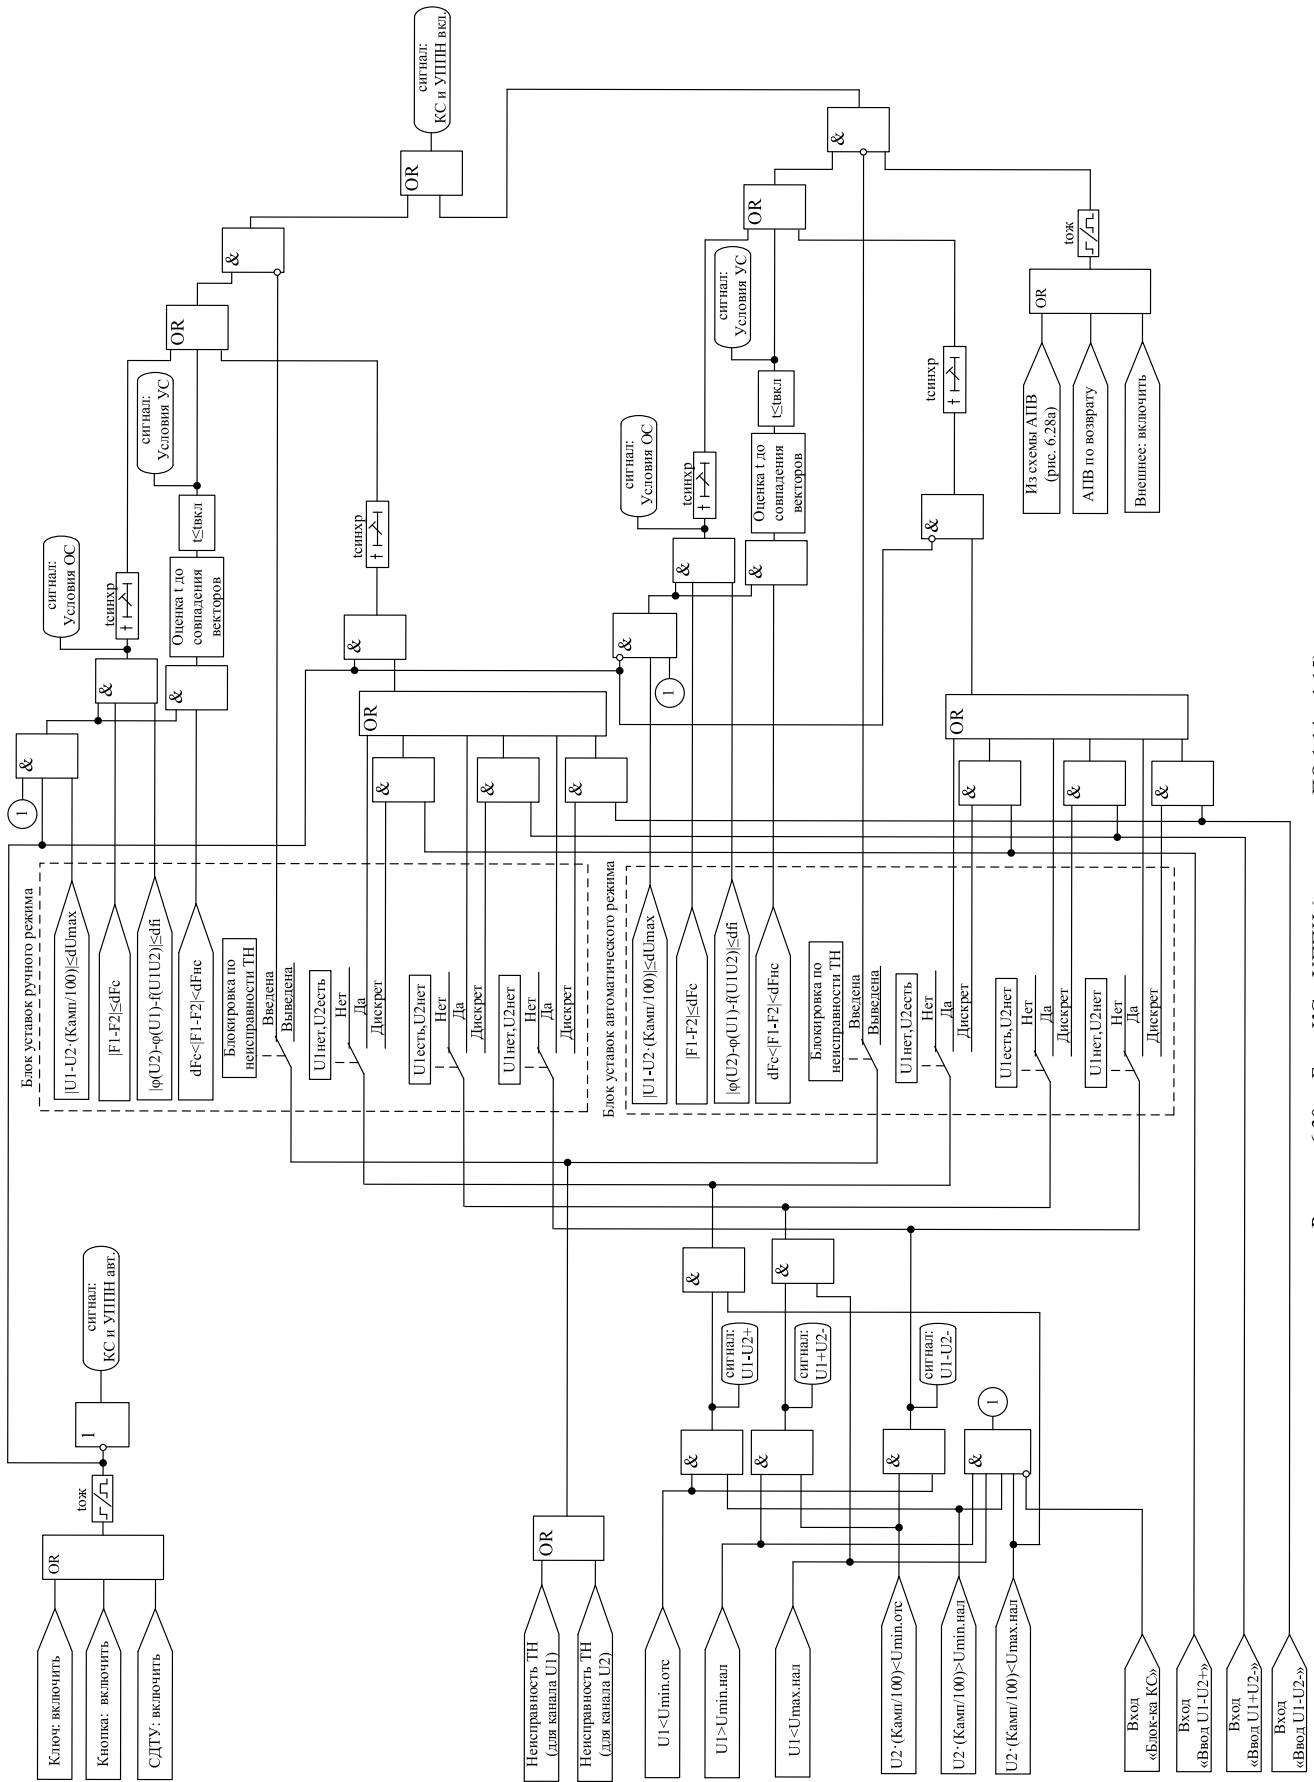 Ключ: включить
Кнопка: включить
СДТУ: включить
OR
tож
1
сигнал:
КС и УППН авт.
Неисправность ТН
(для канала U1)
Неисправность ТН
(для канала U2)
OR
U1<Umin.отс
U1>Umin.нал
U1<Umax.нал
U2·(Kамп/100)<Umin.отс
U2·(Kамп/100)>Umin.нал
U2·(Kамп/100)<Umax.нал
Вход
«Блок-ка КС»
Вход
«Ввод U1-U2+»
Вход
«Ввод U1+U2-»
Вход
«Ввод U1-U2-»
&
&
&
&
1
сигнал:
U1-U2+
сигнал:
U1+U2-
сигнал:
U1-U2-
&
&
Блок уставок ручного режима
|U1-U2·(Kамп/100)|≤dUmax
|F1-F2|≤dFс
|φ(U2)-φ(U1)-f(U1U2)|≤dfi
dFс<|F1-F2|<dFнс
Блокировка по
неисправности ТН
Введена
Выведена
U1нет,U2есть
Нет
Да
Дискрет
U1есть,U2нет
Нет
Да
Дискрет
U1нет,U2нет
Нет
Да
Дискрет
Блок уставок автоматического режима
|U1-U2·(Kамп/100)|≤dUmax
|F1-F2|≤dFс
|φ(U2)-φ(U1)-f(U1U2)|≤dfi
dFс<|F1-F2|<dFнс
Блокировка по
неисправности ТН
Введена
Выведена
U1нет,U2есть
Нет
Да
Дискрет
U1есть,U2нет
Нет
Да
Дискрет
U1нет,U2нет
Нет
Да
Дискрет
1
&
&
&
сигнал:
Условия ОС
tсинхр
Оценка t до
совпадения
векторов
t≤tвкл
сигнал:
Условия УС
&
&
&
OR
&
tсинхр
OR
&
1
&
&
&
сигнал:
Условия ОС
tсинхр
Оценка t до
совпадения
векторов
t≤tвкл
сигнал:
Условия УС
&
&
&
OR
&
tсинхр
OR
&
Из схемы АПВ
(рис. 6.28а)
АПВ по возврату
Внешнее: включить
OR
tож
OR
сигнал:
КС и УППН вкл.